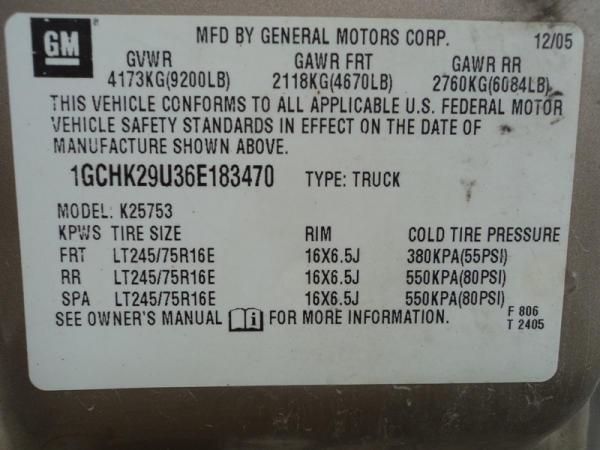 GM
MFD BY GENERAL MOTORS CORP. 12/05
GVWR GAWR FRT GAWR RR
4173KG(9200LB) 2118KG(4670LB) 2760KG(6084LB)
THIS VEHICLE CONFORMS TO ALL APPLICABLE U.S. FEDERAL MOTOR
VEHICLE SAFETY STANDARDS IN EFFECT ON THE DATE OF
MANUFACTURE SHOWN ABOVE.
1GCHK29U36E183470 TYPE: TRUCK
MODEL: K25753
KPWS TIRE SIZE RIM COLD TIRE PRESSURE
FRT LT245/75R16E 16X6.5J 380KPA(55PSI)
RR LT245/75R16E 16X6.5J 550KPA(80PSI)
SPA LT245/75R16E 16X6.5J 550KPA(80PSI)
SEE OWNER'S MANUAL i FOR MORE INFORMATION. F 806
T 2405